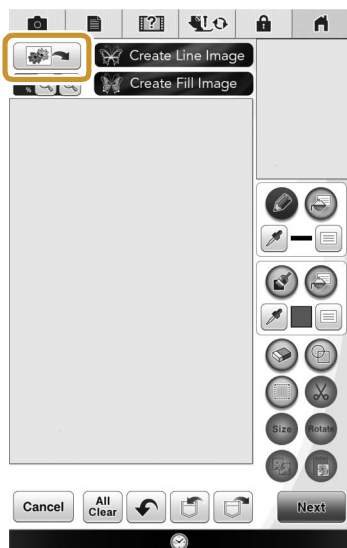 ?
Create Line Image
%
Create Fill Image
Size
Rotate
Cancel
All
Clear
Next